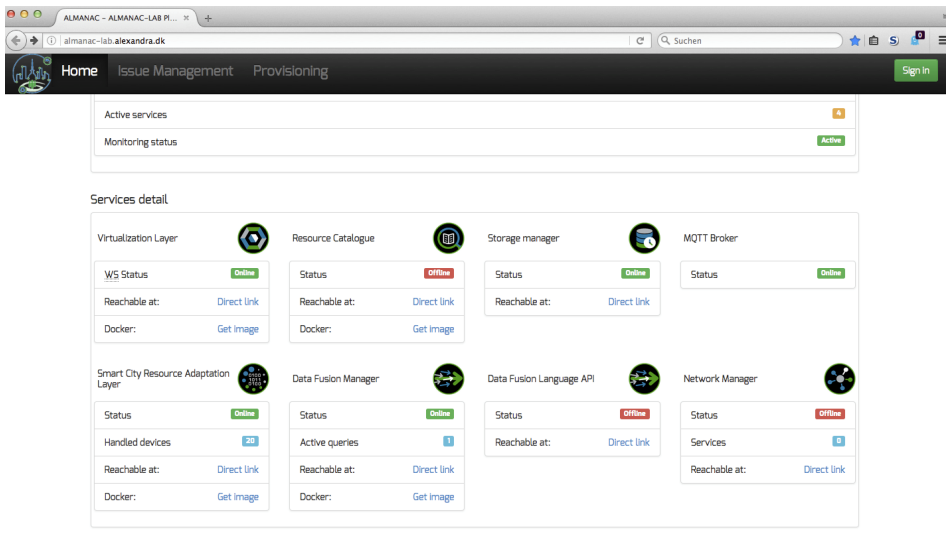 ALMANAC – ALMANAC-LAB Pl...
almanac-lab.alexandra.dk
Suchen
S
0
Home Issue Management Provisioning
Sign In
Active services 4
Monitoring status Active
Services detail
Virtualization Layer
WS Status Online
Reachable at: Direct link
Docker: Get image
Resource Catalogue
Status Offline
Reachable at: Direct link
Docker: Get image
Storage manager
Status Online
Reachable at: Direct link
MQTT Broker
Status Online
Smart City Resource Adaptation
Layer
Status Online
Handled devices 20
Reachable at: Direct link
Docker: Get image
Data Fusion Manager
Status Online
Active queries 1
Reachable at: Direct link
Docker: Get image
Data Fusion Language API
Status Offline
Reachable at: Direct link
Network Manager
Status Offline
Services 0
Reachable at: Direct link